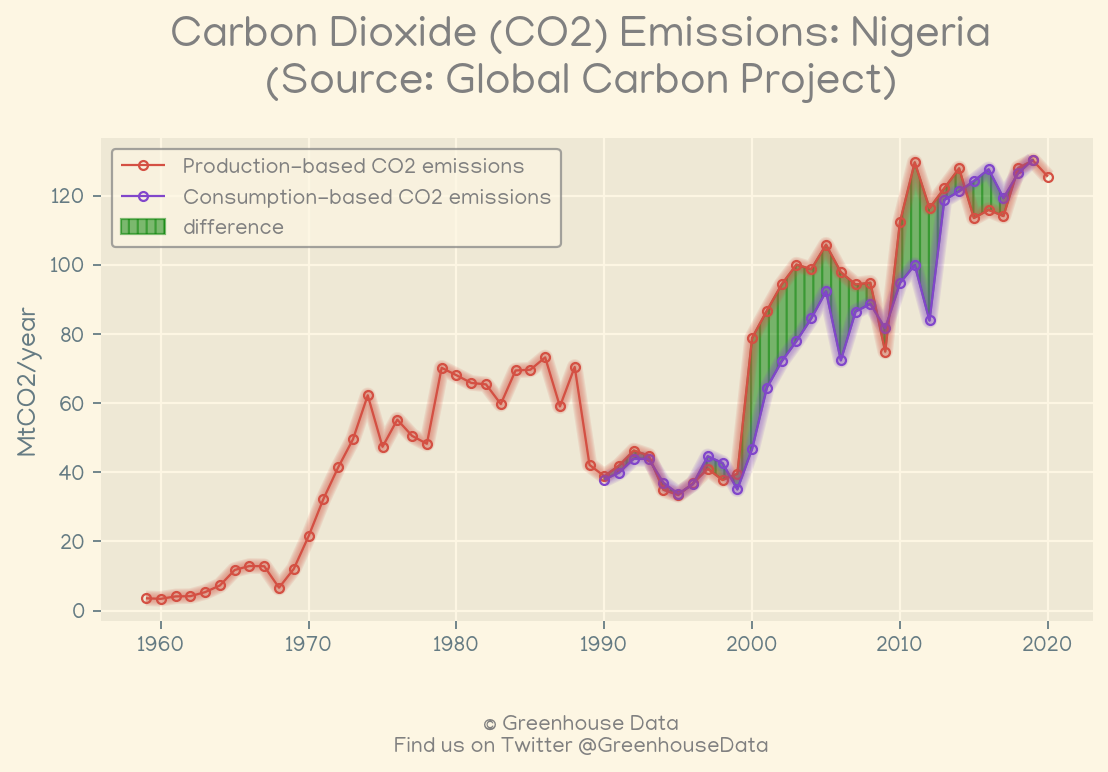 Carbon Dioxide (CO2) Emissions: Nigeria
(Source: Global Carbon Project)
Production-based CO2 emissions
Consumption-based CO2 emissions
difference
MtCO2/year
120
100
80
60
40
20
0
1960 1970 1980 1990 2000 2010 2020
© Greenhouse Data
Find us on Twitter @GreenhouseData